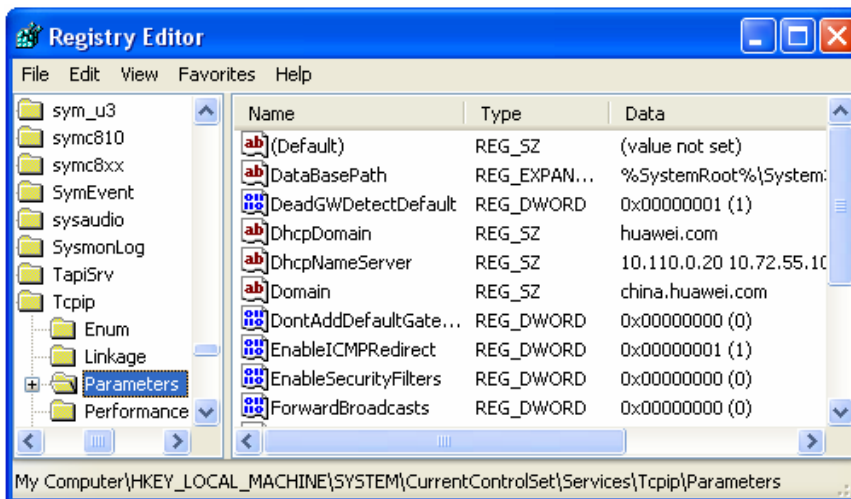 Registry Editor
File Edit View Favorites Help
sym_u3
symc810
symc8xx
SymEvent
sysaudio
SysmonLog
TapiSrv
Tcpip
Enum
Linkage
Parameters
Performance
Name Type Data
(Default) REG_SZ (value not set)
DataBasePath REG_EXPAN... %SystemRoot%\System
DeadGWDetectDefault REG_DWORD 0x00000001 (1)
DhcpDomain REG_SZ huawei.com
DhcpNameServer REG_SZ 10.110.0.20 10.72.55.10
Domain REG_SZ china.huawei.com
DontAddDefaultGate... REG_DWORD 0x00000000 (0)
EnableICMPRedirect REG_DWORD 0x00000001 (1)
EnableSecurityFilters REG_DWORD 0x00000000 (0)
ForwardBroadcasts REG_DWORD 0x00000000 (0)
My Computer\HKEY_LOCAL_MACHINE\SYSTEM\CurrentControlSet\Services\Tcpip\Parameters